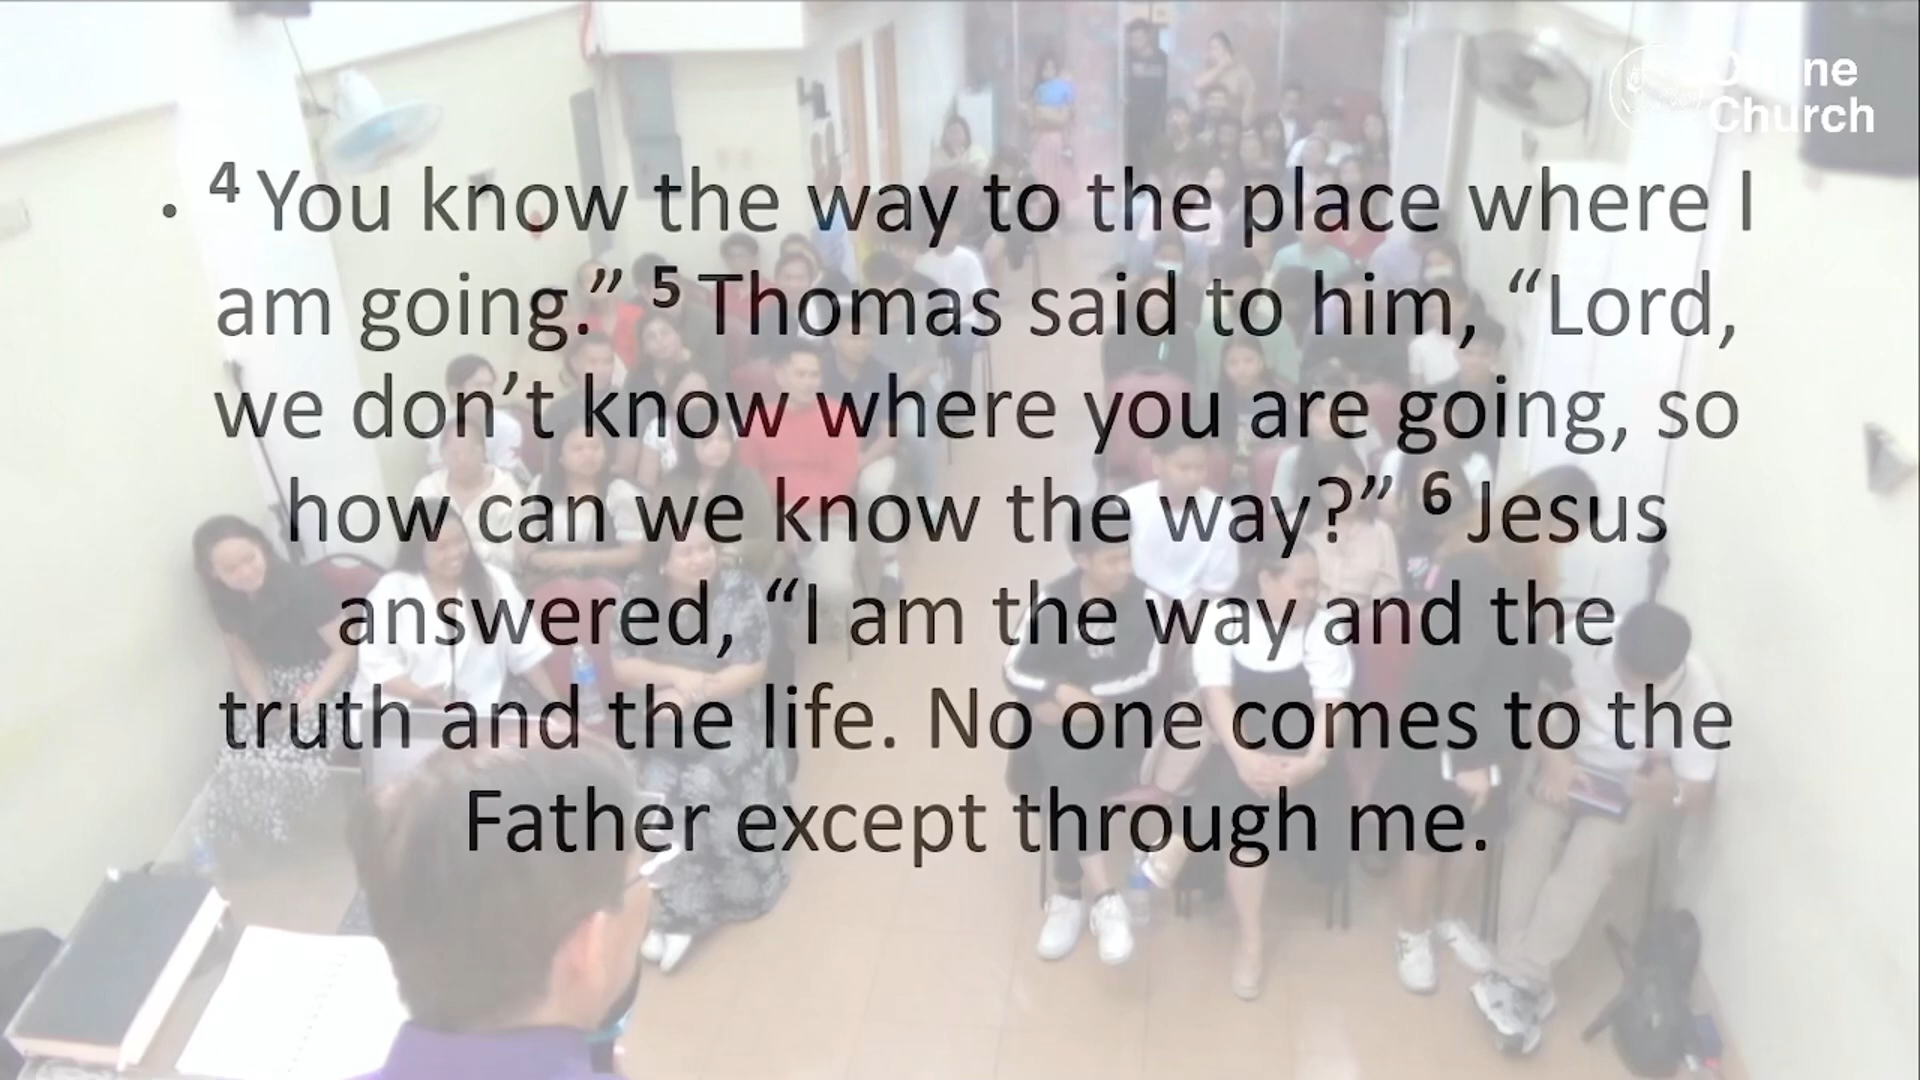 • ⁴ You know the way to the place where I
am going.” ⁵ Thomas said to him, “Lord,
we don’t know where you are going, so
how can we know the way?” ⁶ Jesus
answered, “I am the way and the
truth and the life. No one comes to the
Father except through me.
Online
Church